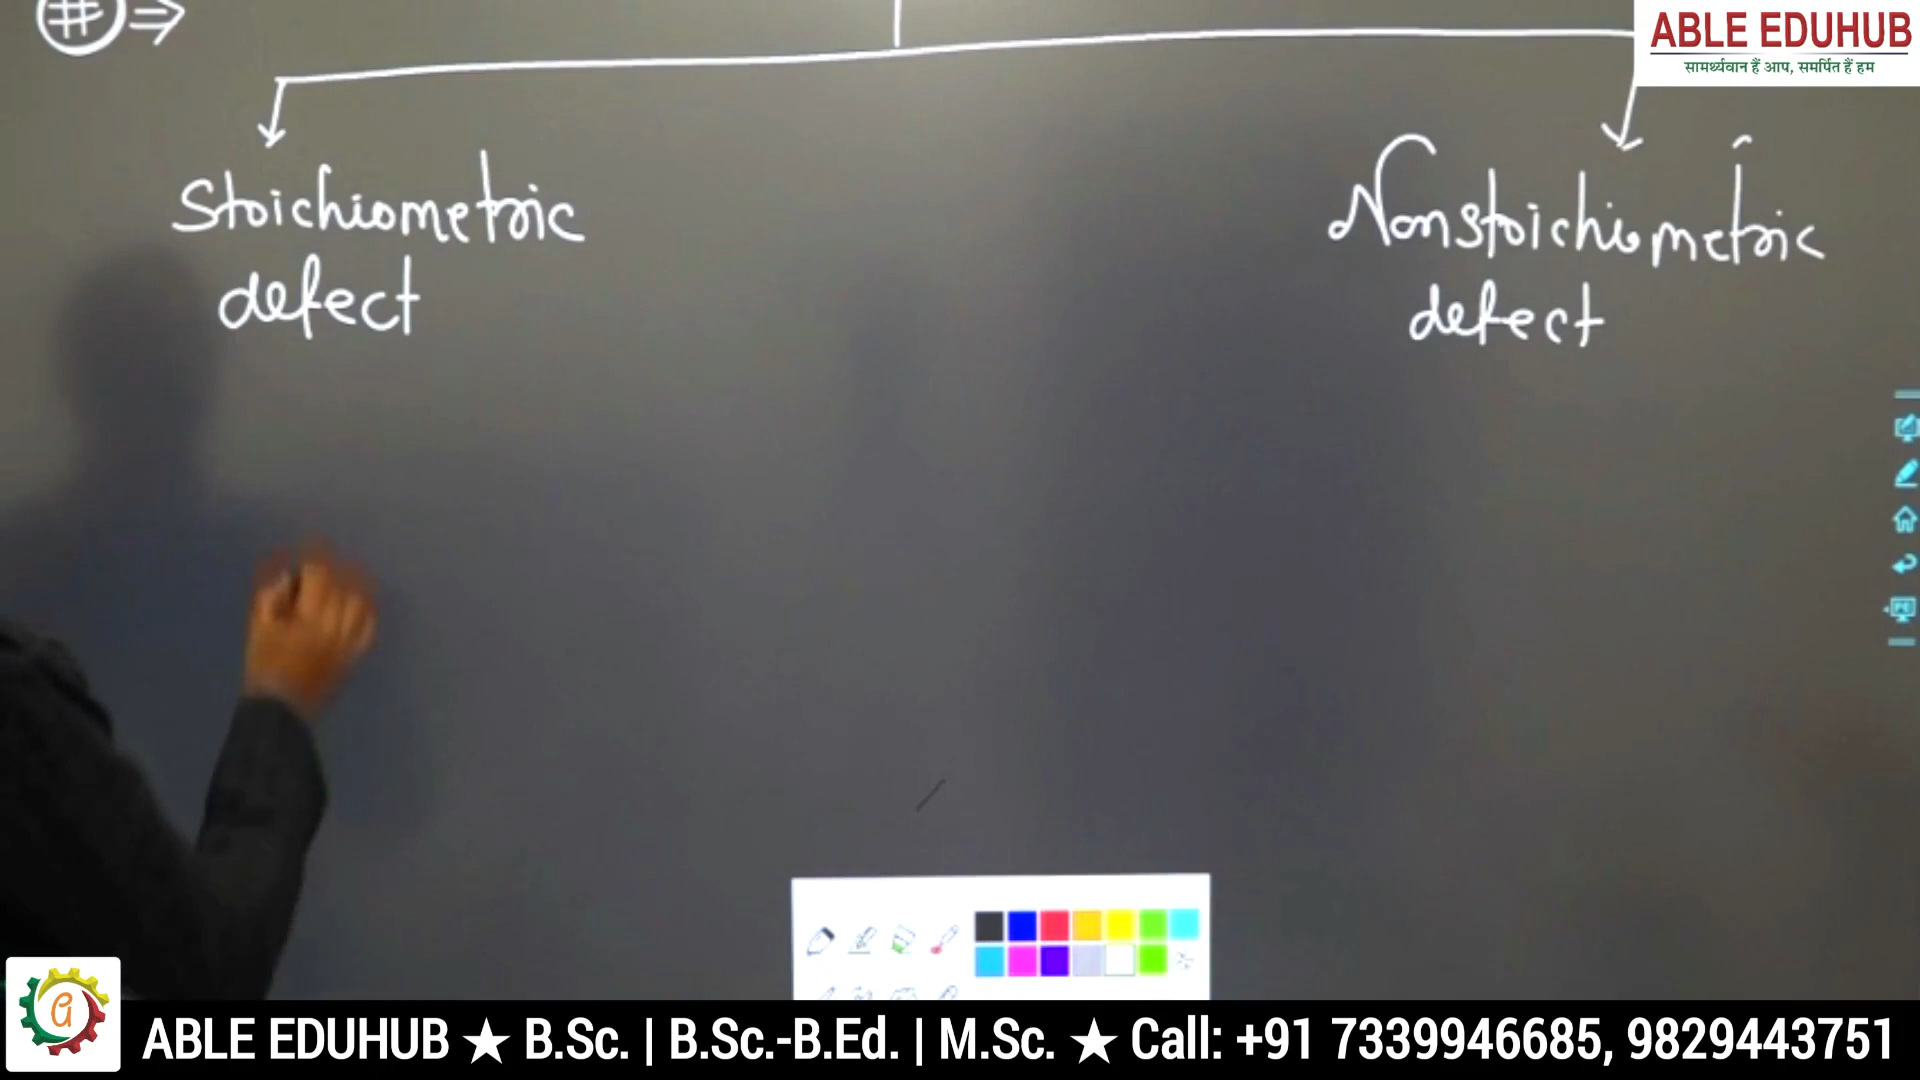 # ⇒
ABLE EDUHUB
सामर्थ्यवान हैं आप, समर्पित हैं हम
Stoichiometric
defect
Nonstoichiometric
defect
PC
ABLE EDUHUB ★ B.Sc. | B.Sc.-B.Ed. | M.Sc. ★ Call: +91 7339946685, 9829443751